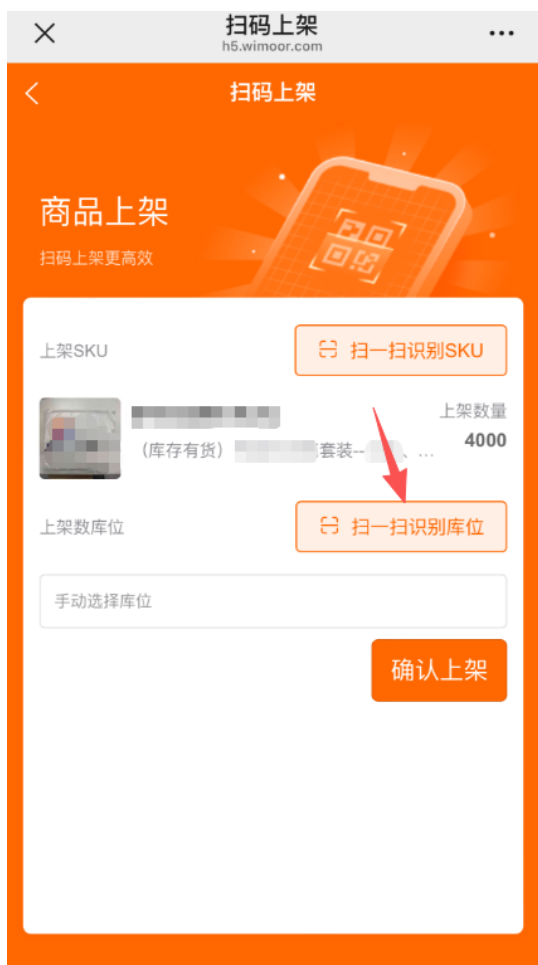 扫码上架
h5.wimoor.com
扫码上架
商品上架
扫码上架更高效
上架SKU
扫一扫识别SKU
上架数量
（库存有货）
套装--
、...
4000
上架数库位
扫一扫识别库位
手动选择库位
确认上架